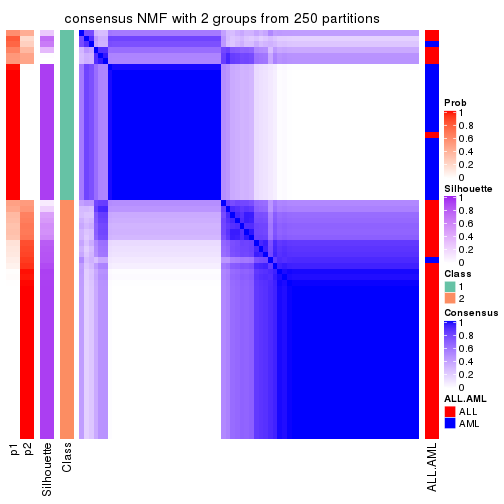 consensus NMF with 2 groups from 250 partitions
p1
p2
Silhouette
Class
ALL.AML
Prob
1
0.8
0.6
0.4
0.2
0
Silhouette
1
0.8
0.6
0.4
0.2
0
Class
1
2
Consensus
1
0.8
0.6
0.4
0.2
0
ALL.AML
ALL
AML